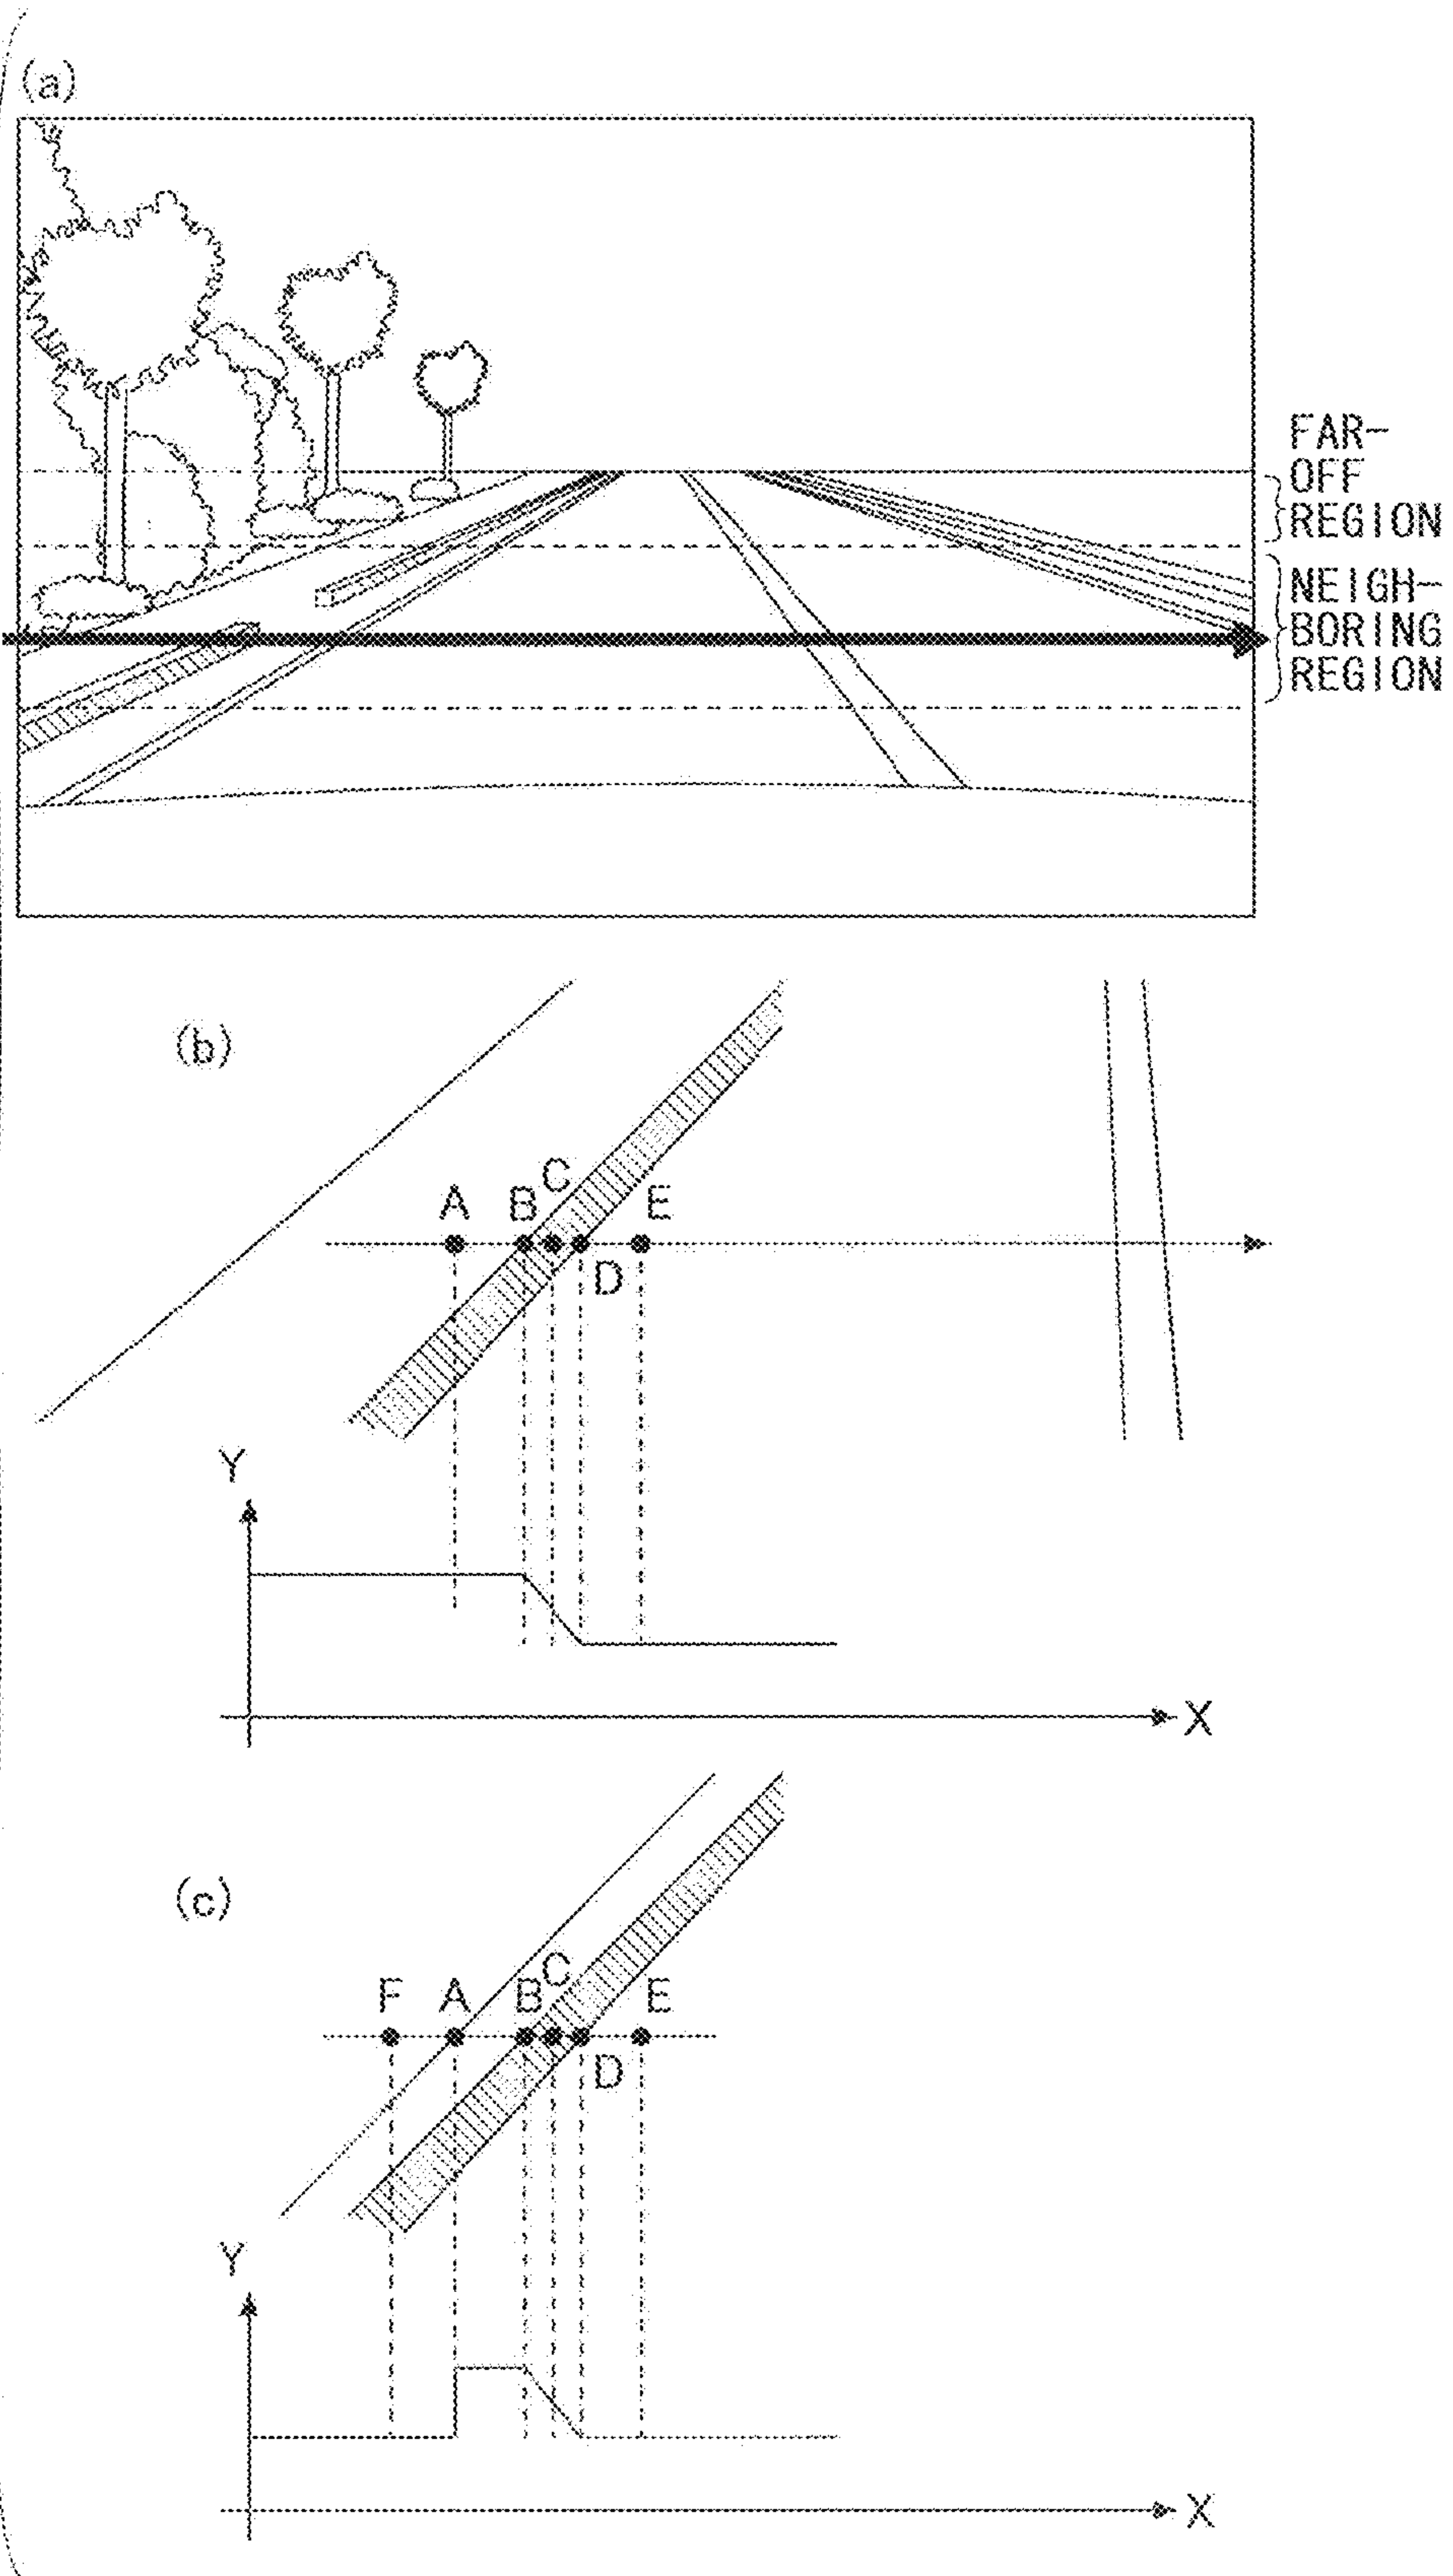 (a)
FAR-
OFF
REGION
NEIGH-
BORING
REGION
(b)
A B C E
D
Y
X
(c)
F A B C E
D
Y
X